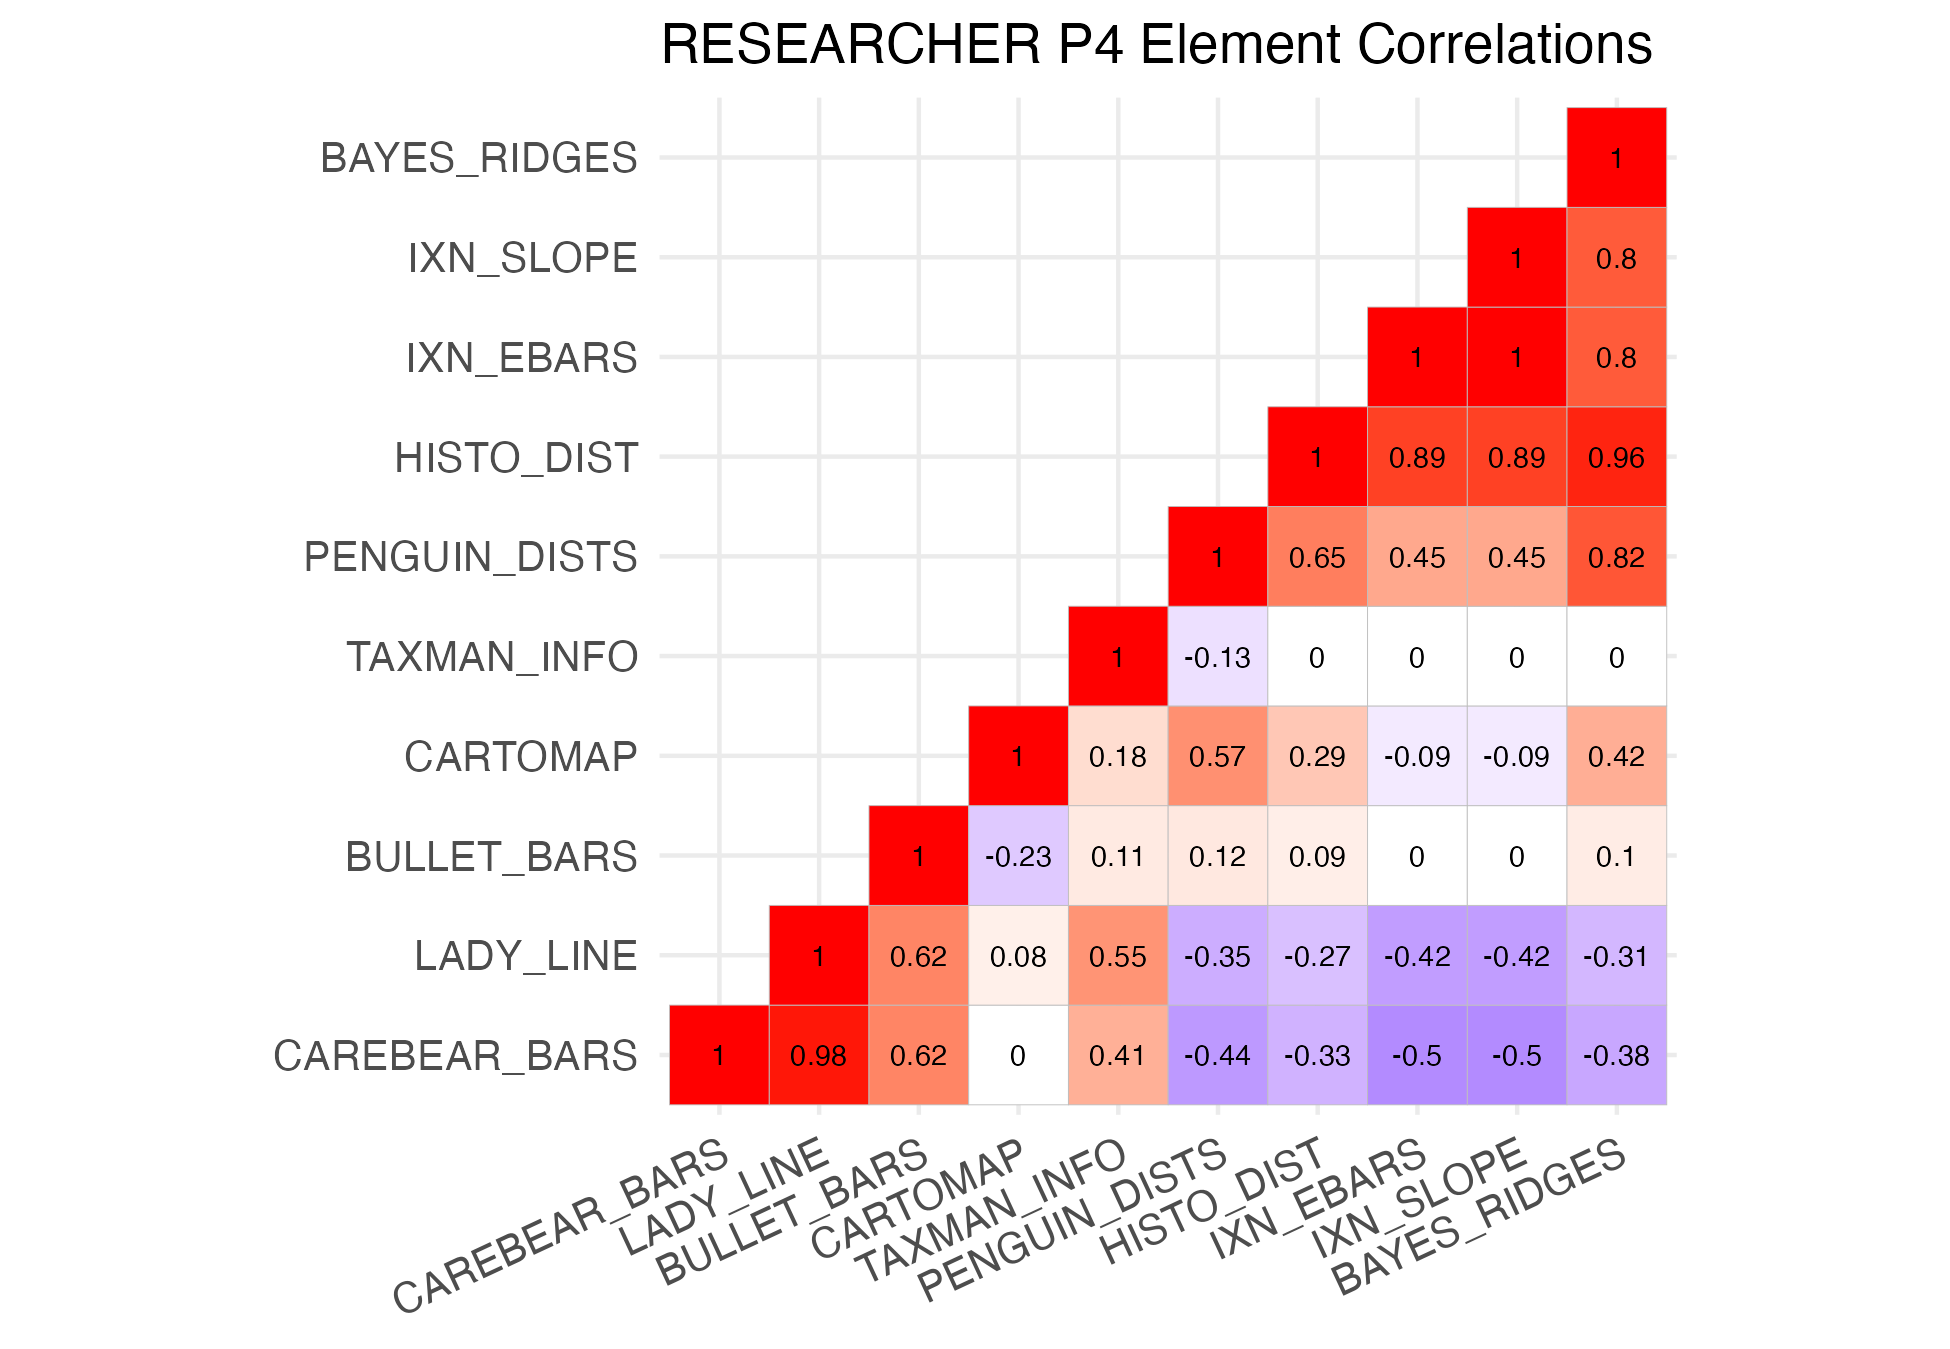 RESEARCHER P4 Element Correlations
BAYES_RIDGES 1
IXN_SLOPE 1 0.8
IXN_EBARS 1 1 0.8
HISTO_DIST 1 0.89 0.89 0.96
PENGUIN_DISTS 1 0.65 0.45 0.45 0.82
TAXMAN_INFO 1 -0.13 0 0 0 0
CARTOMAP 1 0.18 0.57 0.29 -0.09 -0.09 0.42
BULLET_BARS 1 -0.23 0.11 0.12 0.09 0 0 0.1
LADY_LINE 1 0.62 0.08 0.55 -0.35 -0.27 -0.42 -0.42 -0.31
CAREBEAR_BARS 1 0.98 0.62 0 0.41 -0.44 -0.33 -0.5 -0.5 -0.38
CAREBEAR_BARS
LADY_LINE
BULLET_BARS
CARTOMAP
TAXMAN_INFO
PENGUIN_DISTS
HISTO_DIST
IXN_EBARS
IXN_SLOPE
BAYES_RIDGES